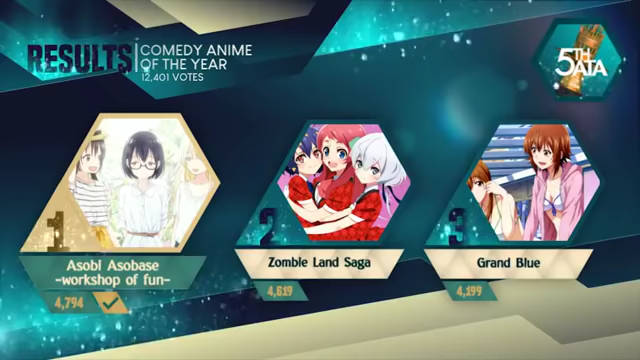 RESULTS
COMEDY ANIME
OF THE YEAR
12,401 VOTES
5TH
ATA
1
Asobi Asobase
-workshop of fun-
4,794
2
Zombie Land Saga
4,619
3
Grand Blue
4,199